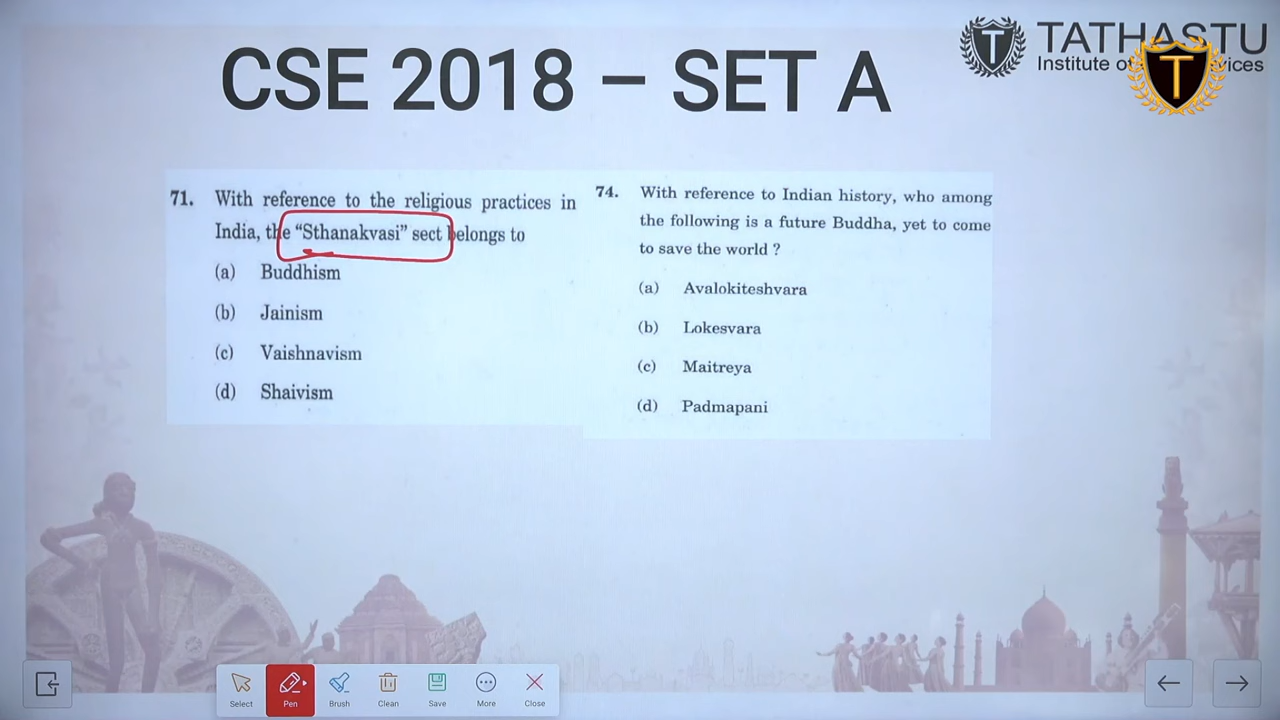 CSE 2018 – SET A
TATHASTU
Institute of
vices
T
T
71. With reference to the religious practices in
India, the "Sthanakvasi" sect belongs to
(a) Buddhism
(b) Jainism
(c) Vaishnavism
(d) Shaivism
74. With reference to Indian history, who among
the following is a future Buddha, yet to come
to save the world ?
(a) Avalokiteshvara
(b) Lokesvara
(c) Maitreya
(d) Padmapani
Select
Pen
Brush
Clean
Save
More
Close